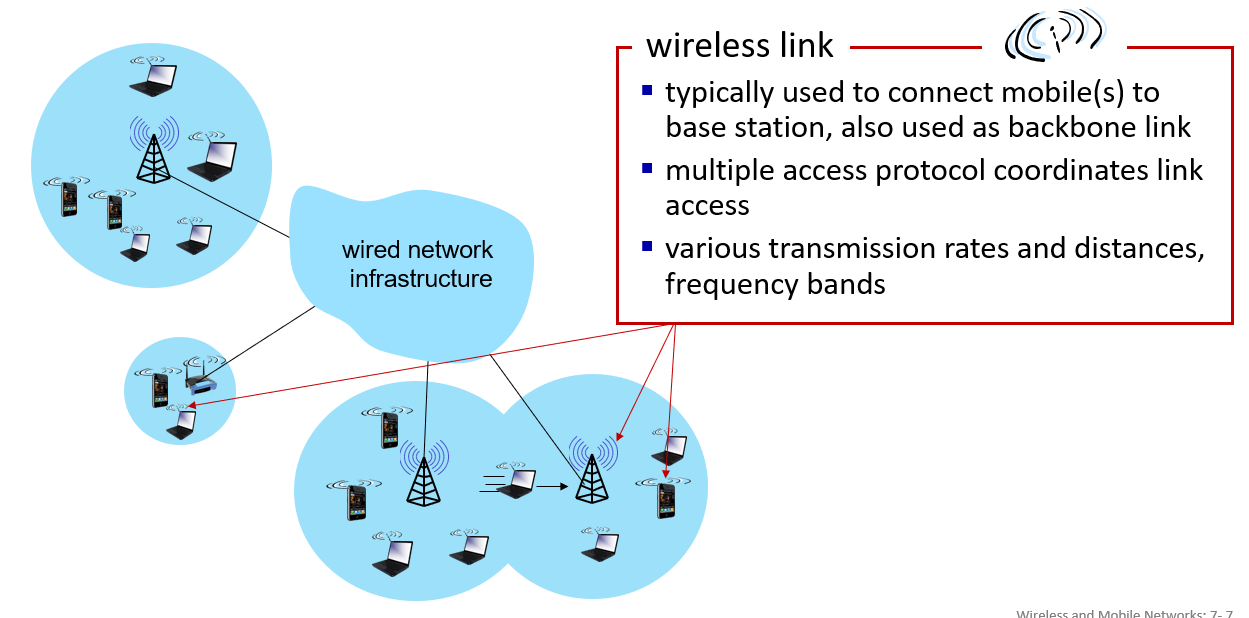 wireless link
▪ typically used to connect mobile(s) to
base station, also used as backbone link
▪ multiple access protocol coordinates link
access
▪ various transmission rates and distances,
frequency bands
wired network
infrastructure
Wireless and Mobile Networks: 7- 7